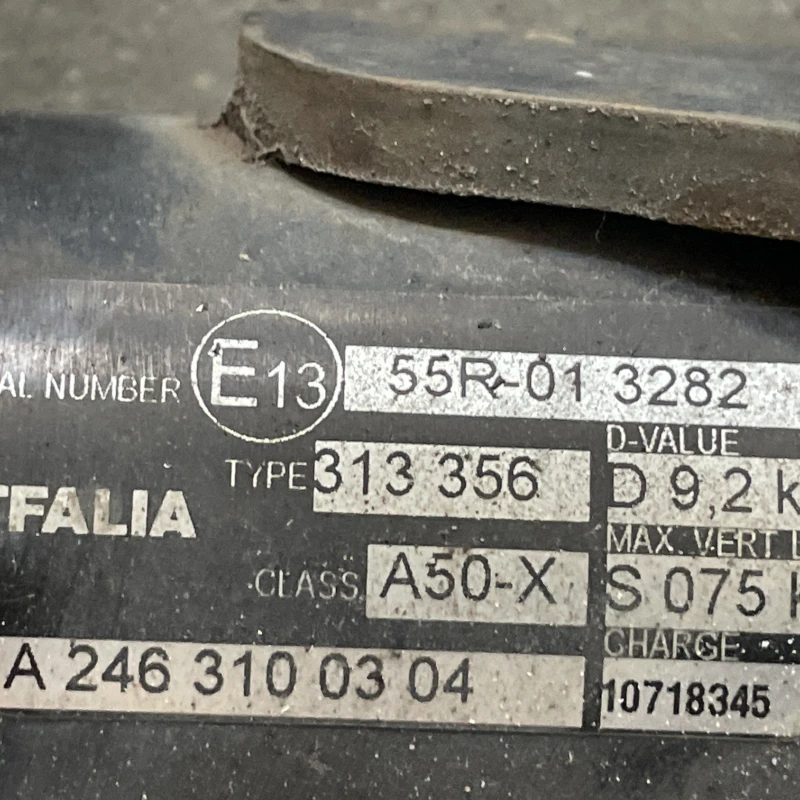 AL NUMBER E13 55R-01 3282
D-VALUE
TYPE 313 356 D 9,2 k
TFALIA
MAX. VERT L
CLASS A50-X S 075 k
CHARGE
A 246 310 03 04 10718345